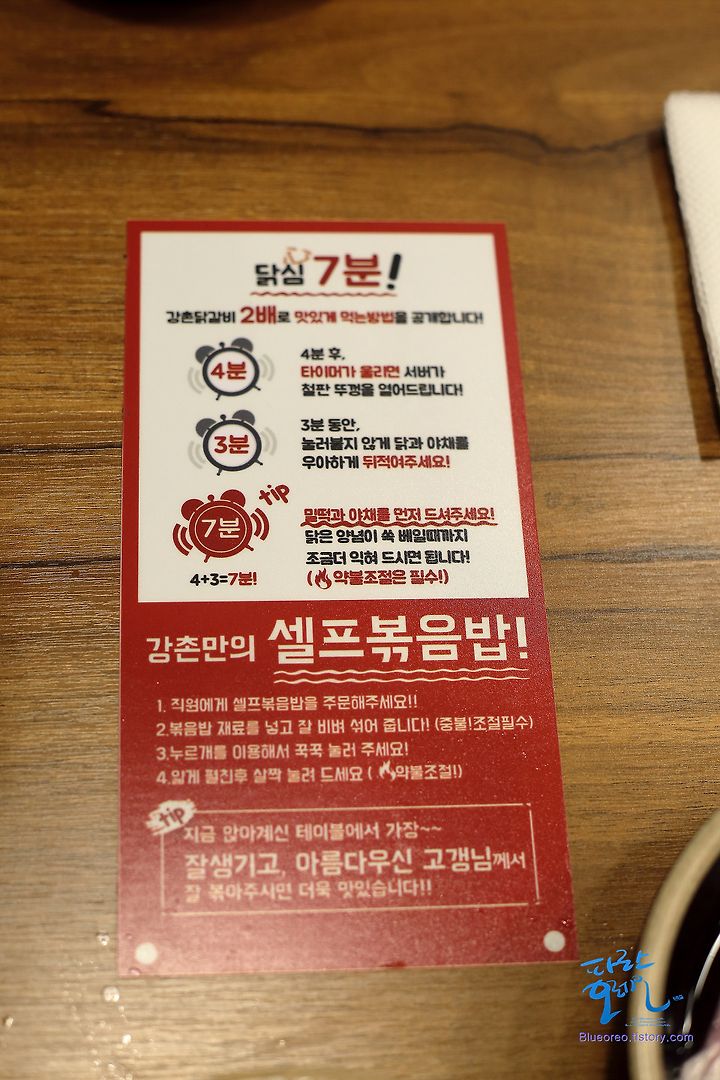 닭심 7분!
강촌닭갈비 2배로 맛있게 먹는방법을 공개합니다!
4분
4분 후,
타이머가 울리면 서버가
철판 뚜껑을 열어드립니다!
3분
3분 동안,
눌러붙지 않게 닭과 야채를
우아하게 뒤적여주세요!
tip
7분
4+3=7분!
밀떡과 야채를 먼저 드셔주세요!
닭은 양념이 쏙 베일때까지
조금더 익혀 드시면 됩니다!
(약불조절은 필수!)
강촌만의 셀프볶음밥!
1. 직원에게 셀프볶음밥을 주문해주세요!!
2.볶음밥 재료를 넣고 잘 비벼 섞어 줍니다! (중불!조절필수)
3.누르개를 이용해서 꾹꾹 눌러 주세요!
4.얇게 펼친후 살짝 눌러 드세요 (약불조절!)
tip
지금 앉아계신 테이블에서 가장~~
잘생기고, 아름다우신 고객님께서
잘 볶아주시면 더욱 맛있습니다!!
파란
오레오
Blueoreo.tistory.com